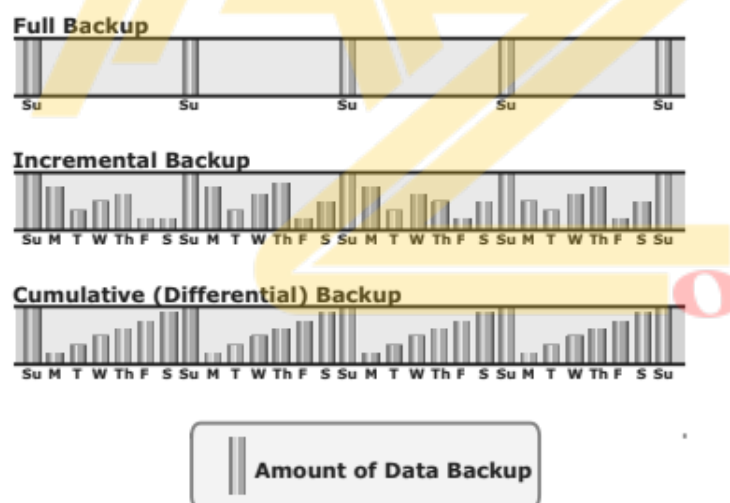 Full Backup
Su Su Su Su Su
Incremental Backup
Su M T W Th F S Su M T W Th F S Su M T W Th F S Su M T W Th F S Su
Cumulative (Differential) Backup
Su M T W Th F S Su M T W Th F S Su M T W Th F S Su M T W Th F S Su
Amount of Data Backup